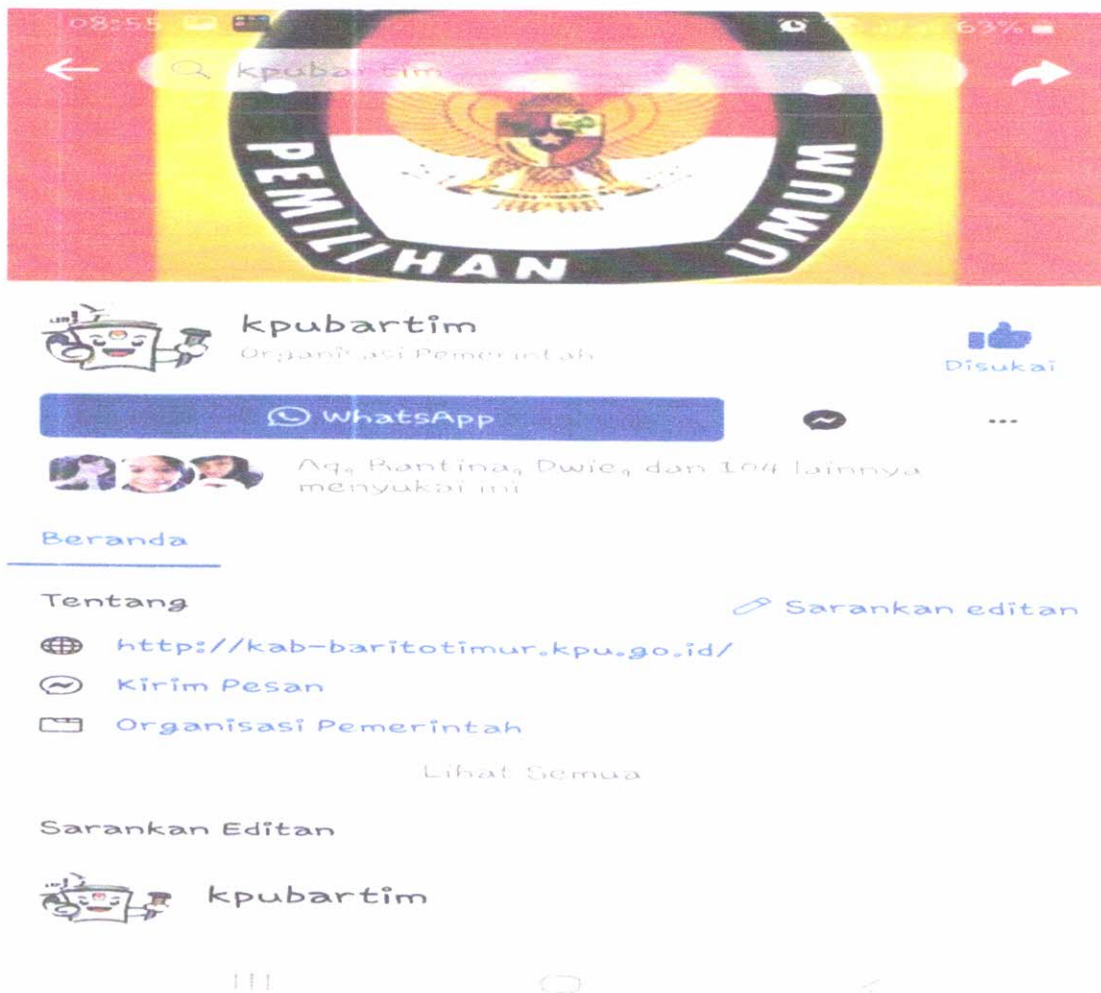 08:55 63%
kpubartim
PEMILIHAN UMUM
kpubartim
Organisasi Pemerintah
Disukai
WhatsApp
Aq, Rantina, Dwie, dan 104 lainnya
menyukai ini
Beranda
Tentang
Sarankan editan
http://kab-baritotimur.kpu.go.id/
Kirim Pesan
Organisasi Pemerintah
Lihat Semua
Sarankan Editan
kpubartim